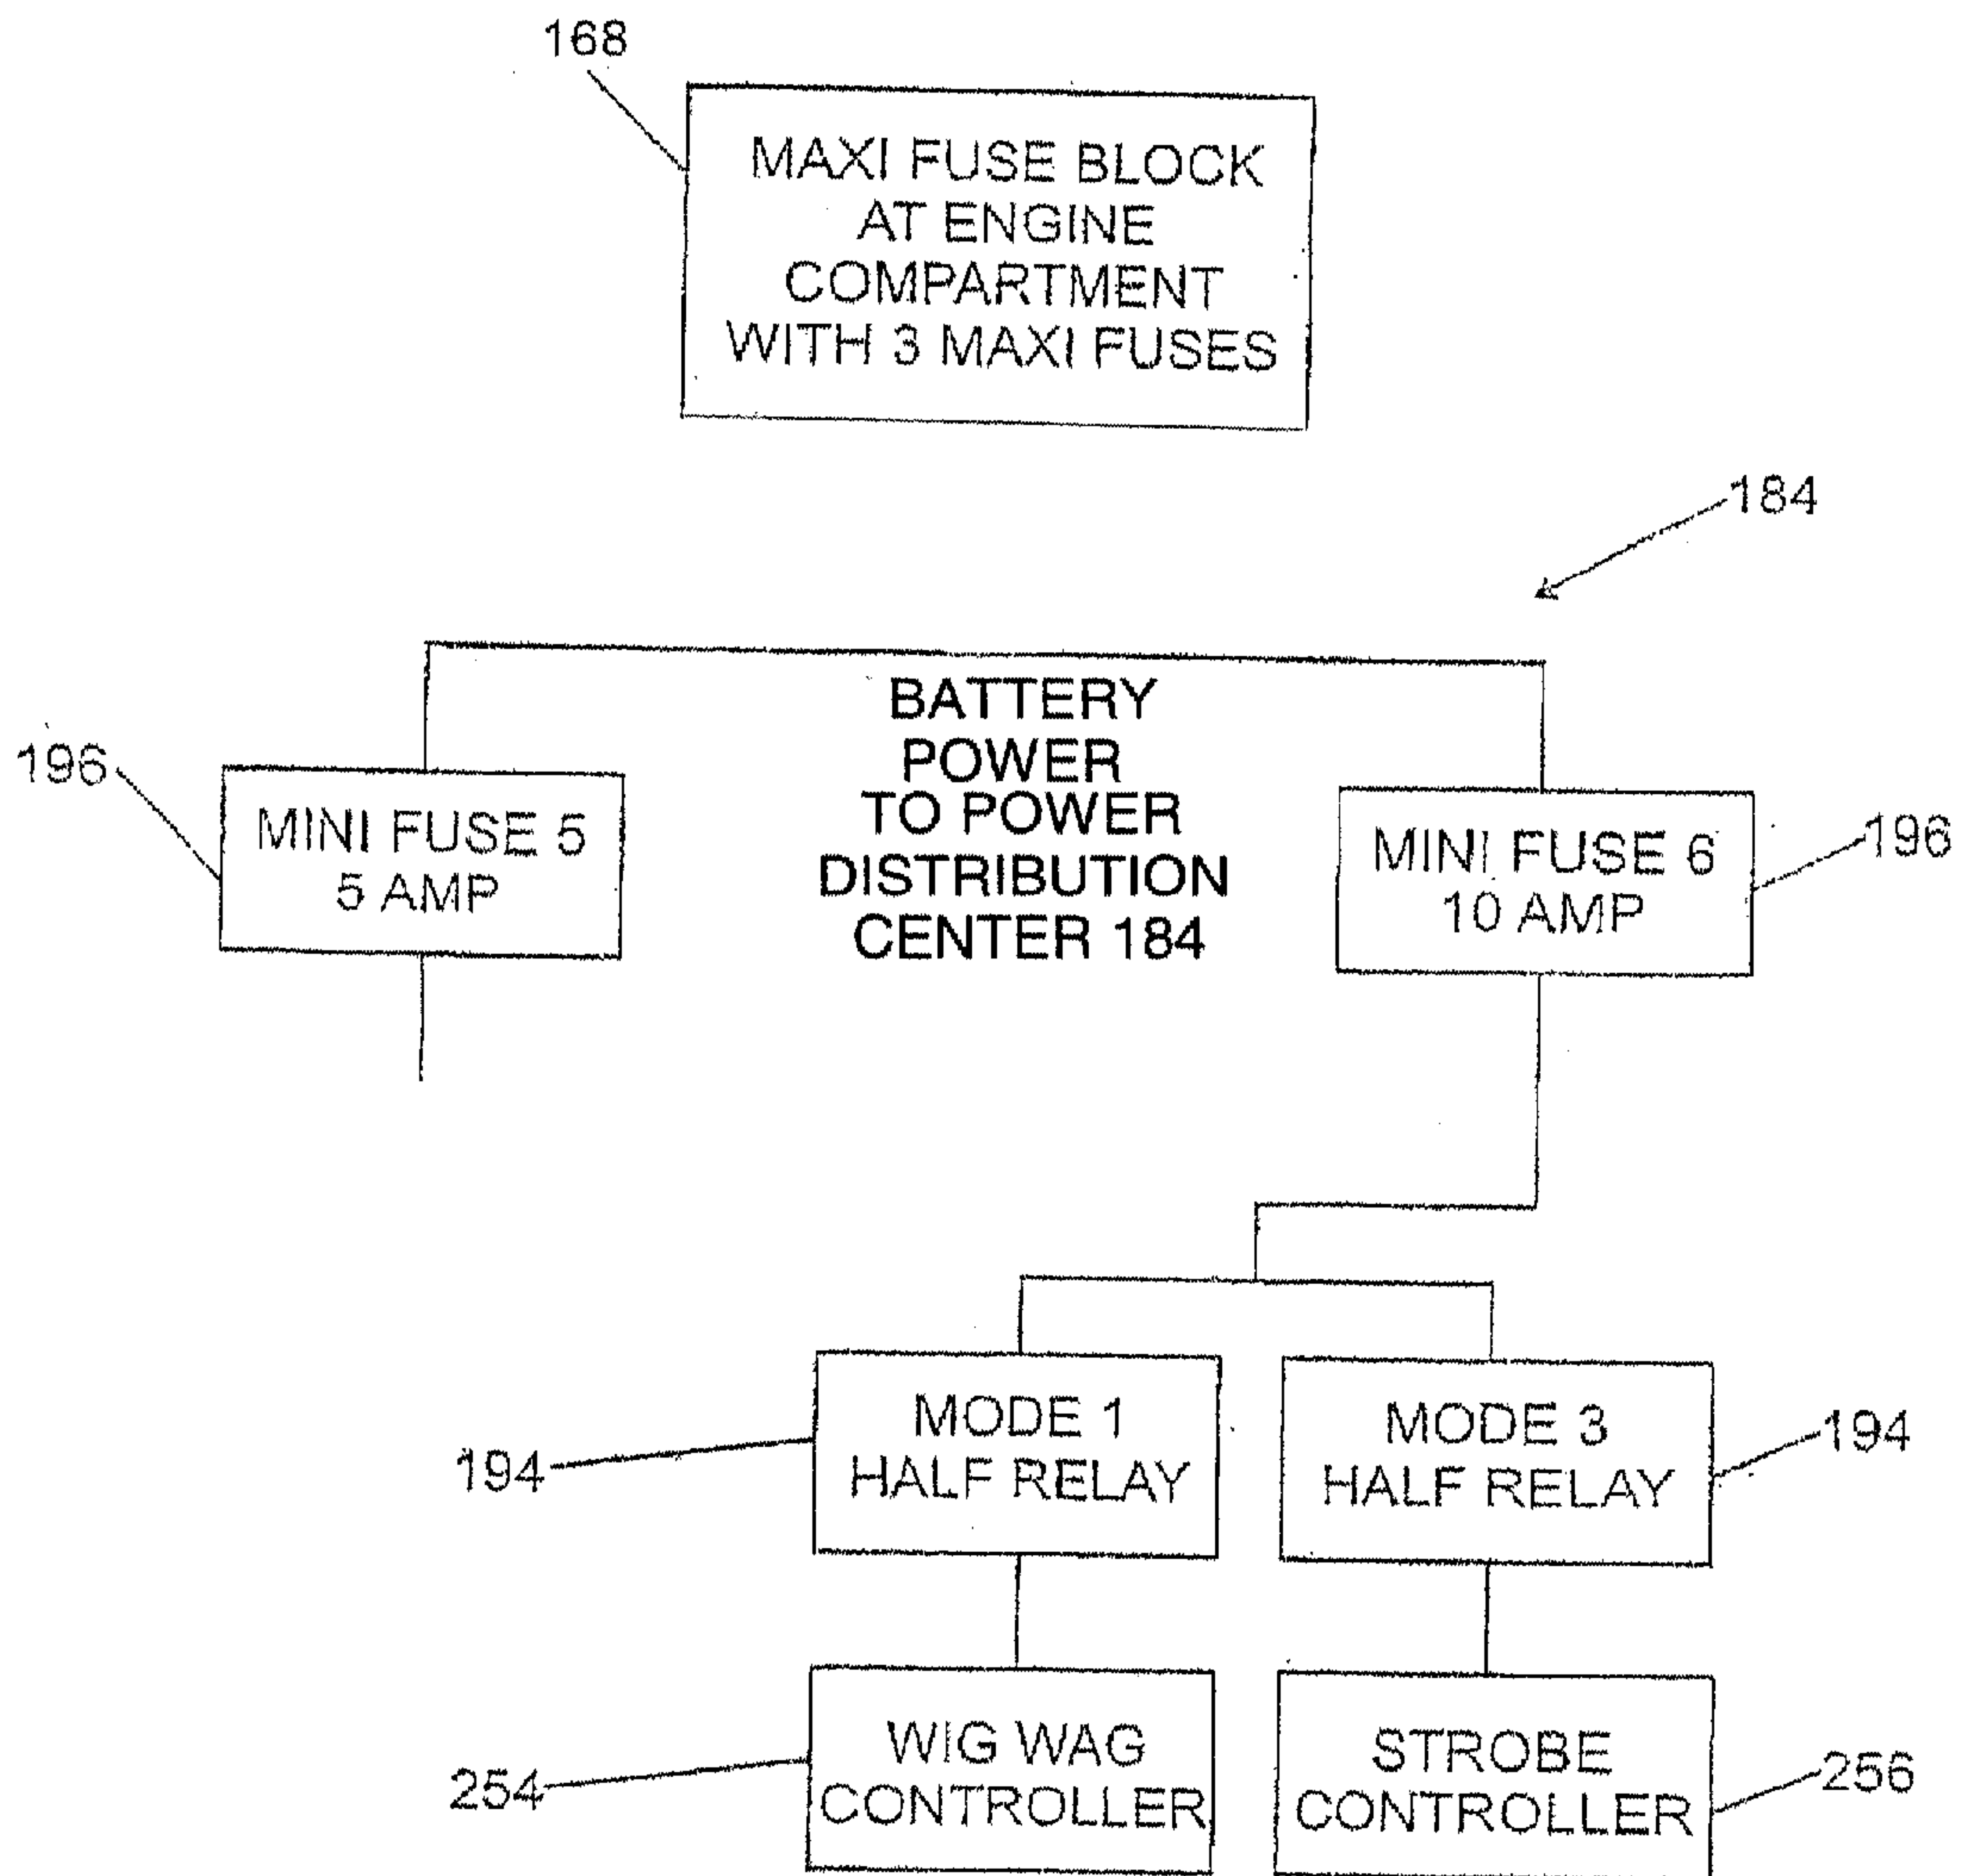 168
MAXI FUSE BLOCK
AT ENGINE
COMPARTMENT
WITH 3 MAXI FUSES
184
BATTERY
POWER
TO POWER
DISTRIBUTION
CENTER 184
196
MINI FUSE 5
5 AMP
MINI FUSE 6
10 AMP
196
194
MODE 1
HALF RELAY
MODE 3
HALF RELAY
194
254
WIG WAG
CONTROLLER
STROBE
CONTROLLER
256